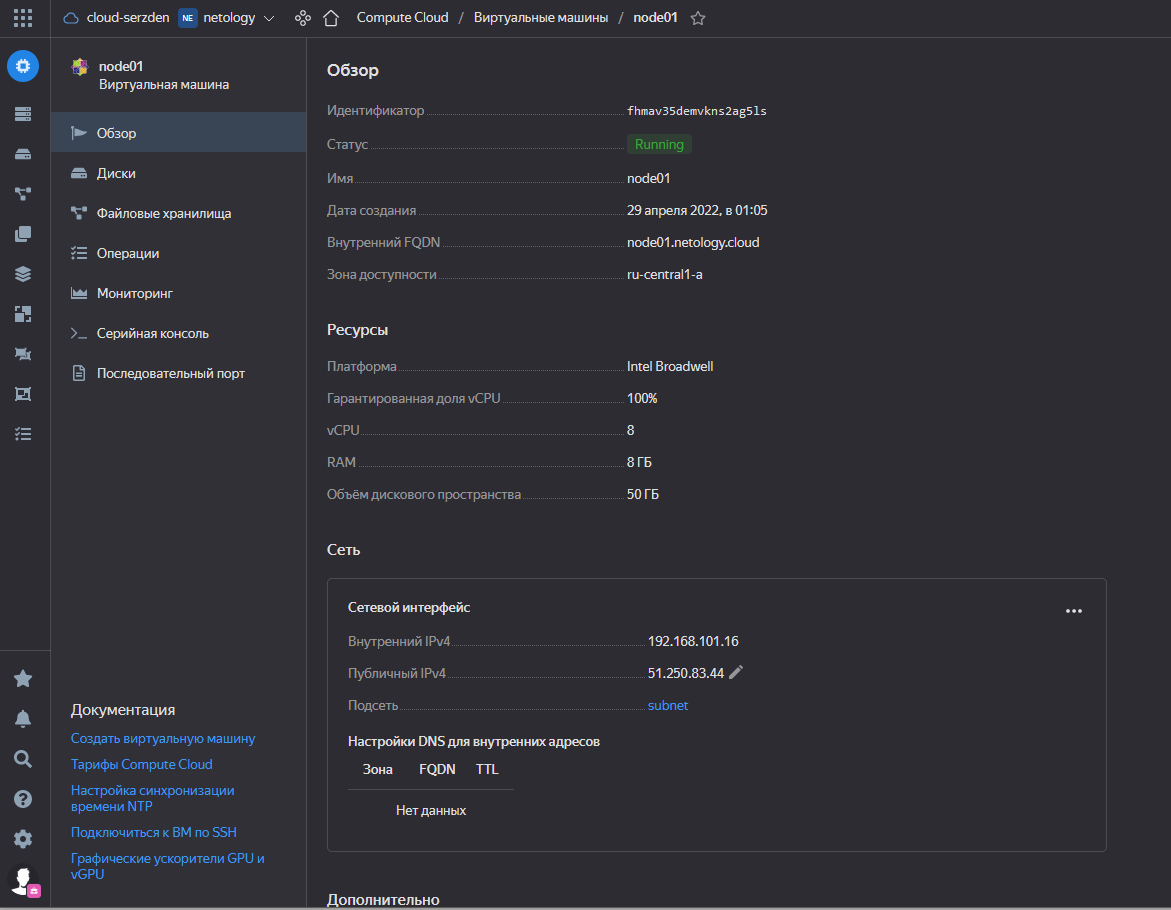 cloud-serzden NE netology Compute Cloud / Виртуальные машины / node01
node01
Виртуальная машина
Обзор
Диски
Файловые хранилища
Операции
Мониторинг
Серийная консоль
Последовательный порт
Документация
Создать виртуальную машину
Тарифы Compute Cloud
Настройка синхронизации
времени NTP
Подключиться к ВМ по SSH
Графические ускорители GPU и
vGPU
Обзор
Идентификатор fhmav35demvkns2ag5ls
Статус Running
Имя node01
Дата создания 29 апреля 2022, в 01:05
Внутренний FQDN node01.netology.cloud
Зона доступности ru-central1-a
Ресурсы
Платформа Intel Broadwell
Гарантированная доля vCPU 100%
vCPU 8
RAM 8 ГБ
Объём дискового пространства 50 ГБ
Сеть
Сетевой интерфейс
Внутренний IPv4 192.168.101.16
Публичный IPv4 51.250.83.44
Подсеть subnet
Настройки DNS для внутренних адресов
Зона FQDN TTL
Нет данных
Дополнительно